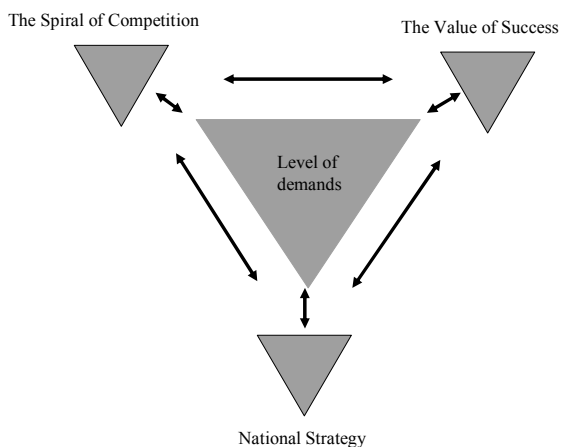 The Spiral of Competition
The Value of Success
Level of
demands
National Strategy